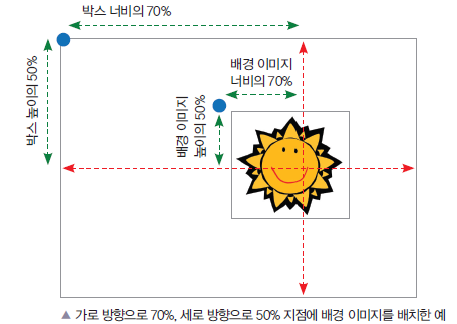 박스 너비의 70%
배경 이미지
너비의 70%
박스 높이의 50%
배경 이미지
높이의 50%
▲ 가로 방향으로 70%, 세로 방향으로 50% 지점에 배경 이미지를 배치한 예